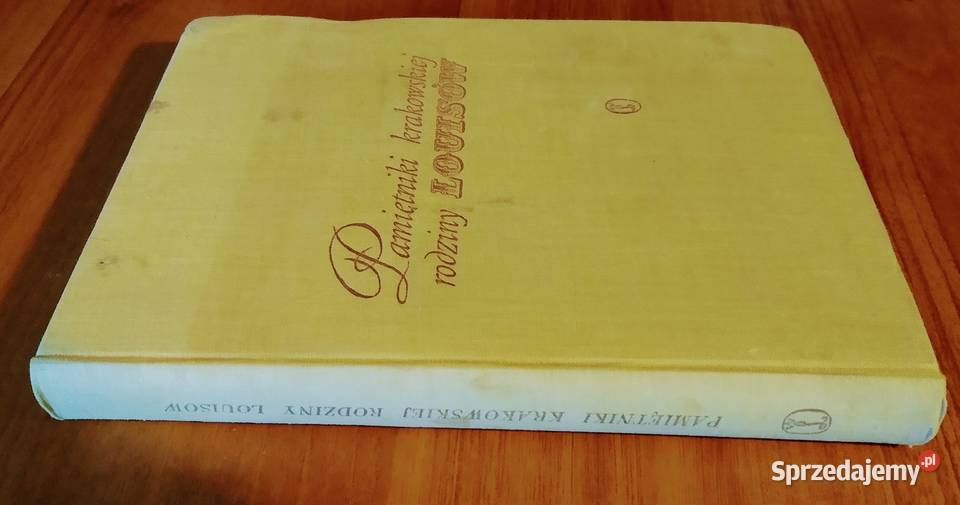 Pamiętniki krakowskiej
rodziny LOUISÓW
PAMIĘTNIKI KRAKOWSKIEJ RODZINY LOUISÓW
Sprzedajemy.pl